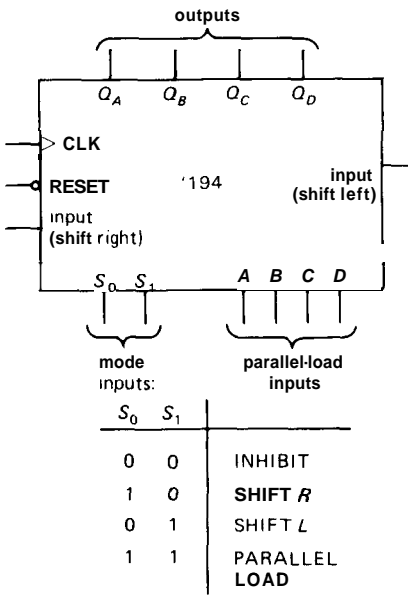 outputs
Q_A Q_B Q_C Q_D
CLK
RESET '194 input
(shift left)
input
(shift right)
S_0 S_1 A B C D
mode
inputs:
parallel-load
inputs
S_0 S_1
0 0 INHIBIT
1 0 SHIFT R
0 1 SHIFT L
1 1 PARALLEL
LOAD